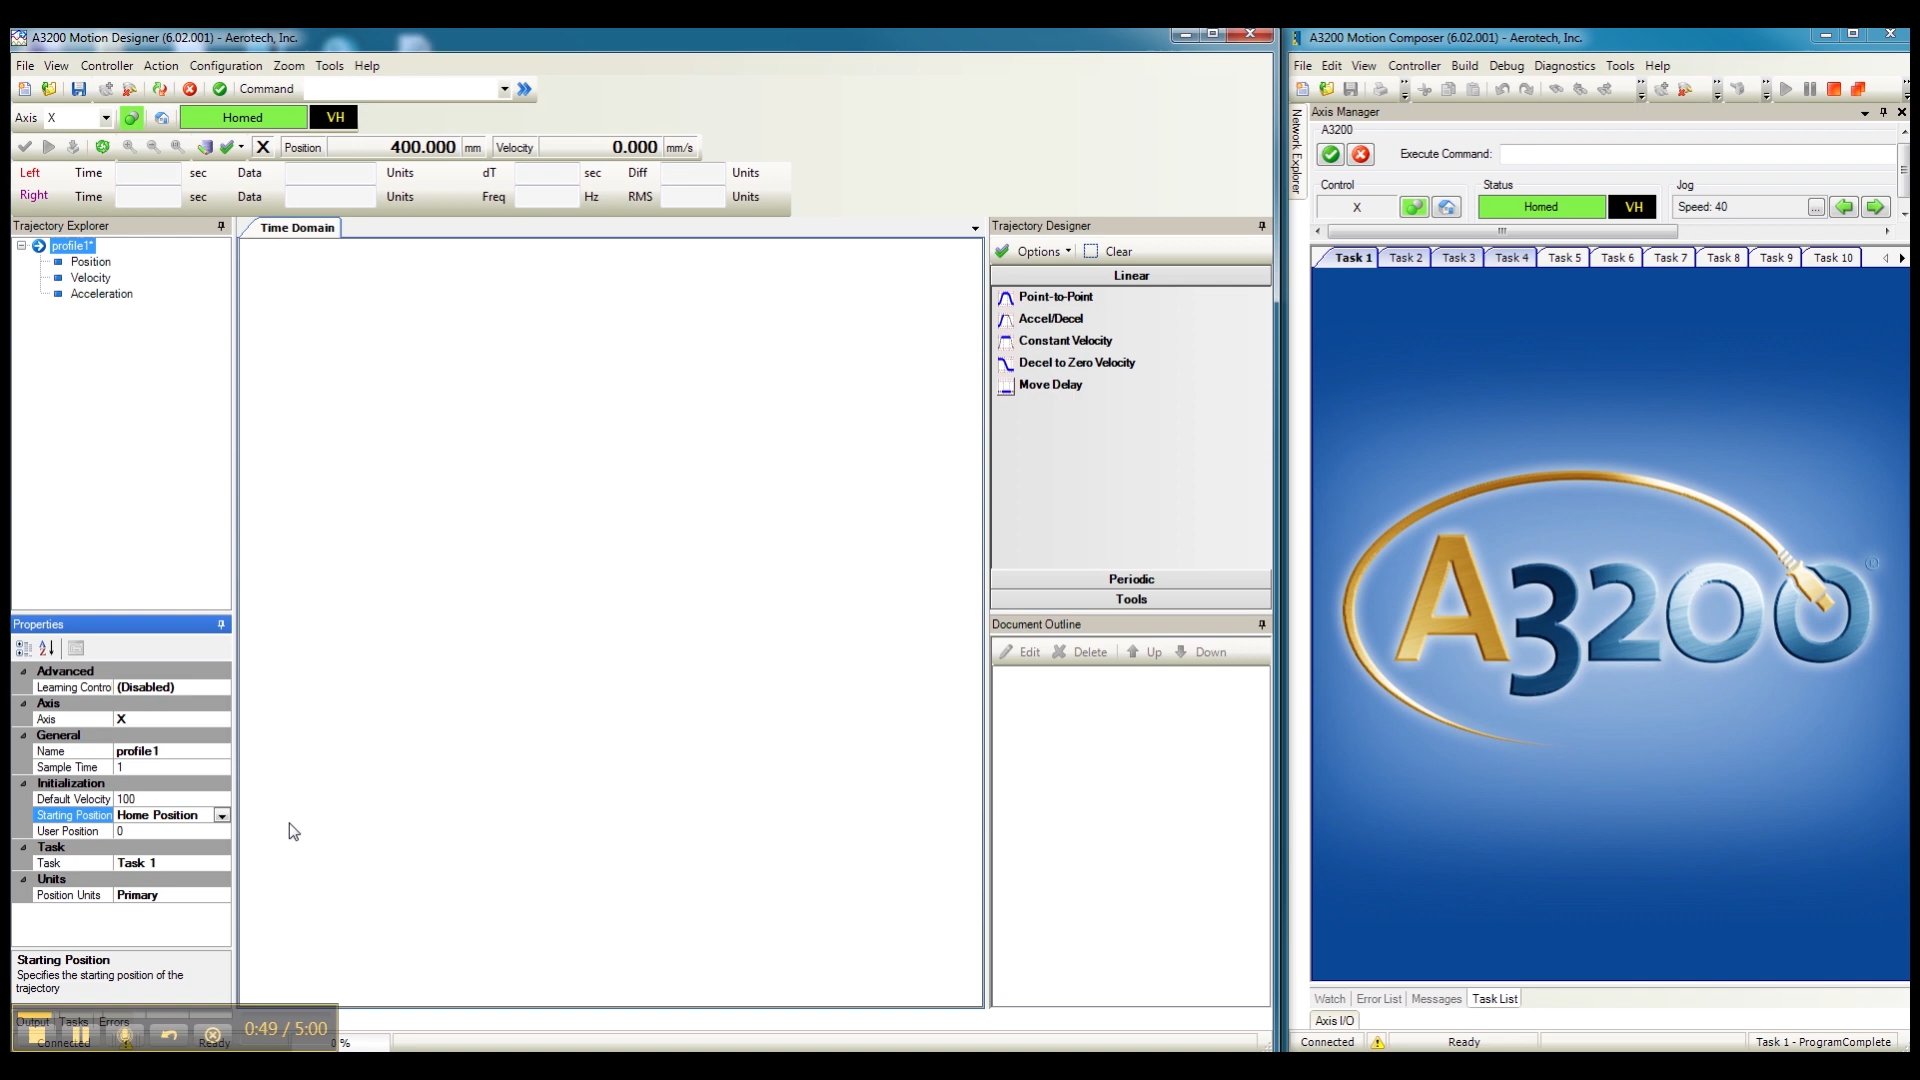 A3200 Motion Designer (6.02.001) - Aerotech, Inc.
File View Controller Action Configuration Zoom Tools Help
Command
Axis X Homed VH
X Position 400.000 mm Velocity 0.000 mm/s
Left Time sec Data Units dT sec Diff Units
Right Time sec Data Units Freq Hz RMS Units
Trajectory Explorer
profile1*
Position
Velocity
Acceleration
Time Domain
Trajectory Designer
Options Clear
Linear
Point-to-Point
Accel/Decel
Constant Velocity
Decel to Zero Velocity
Move Delay
Periodic
Tools
Properties
Advanced
Learning Contro (Disabled)
Axis
Axis X
General
Name profile1
Sample Time 1
Initialization
Default Velocity 100
Starting Position Home Position
User Position 0
Task
Task Task 1
Units
Position Units Primary
Starting Position
Specifies the starting position of the
trajectory
Document Outline
Edit Delete Up Down
Output Tasks Errors
0:49 / 5:00
Connected Ready 0 %
A3200 Motion Composer (6.02.001) - Aerotech, Inc.
File Edit View Controller Build Debug Diagnostics Tools Help
Network Explorer
Axis Manager
A3200
Execute Command:
Control Status Jog
X Homed VH Speed: 40 ...
Task 1 Task 2 Task 3 Task 4 Task 5 Task 6 Task 7 Task 8 Task 9 Task 10
A3200®
Watch Error List Messages Task List
Axis I/O
Connected Ready Task 1 - ProgramComplete